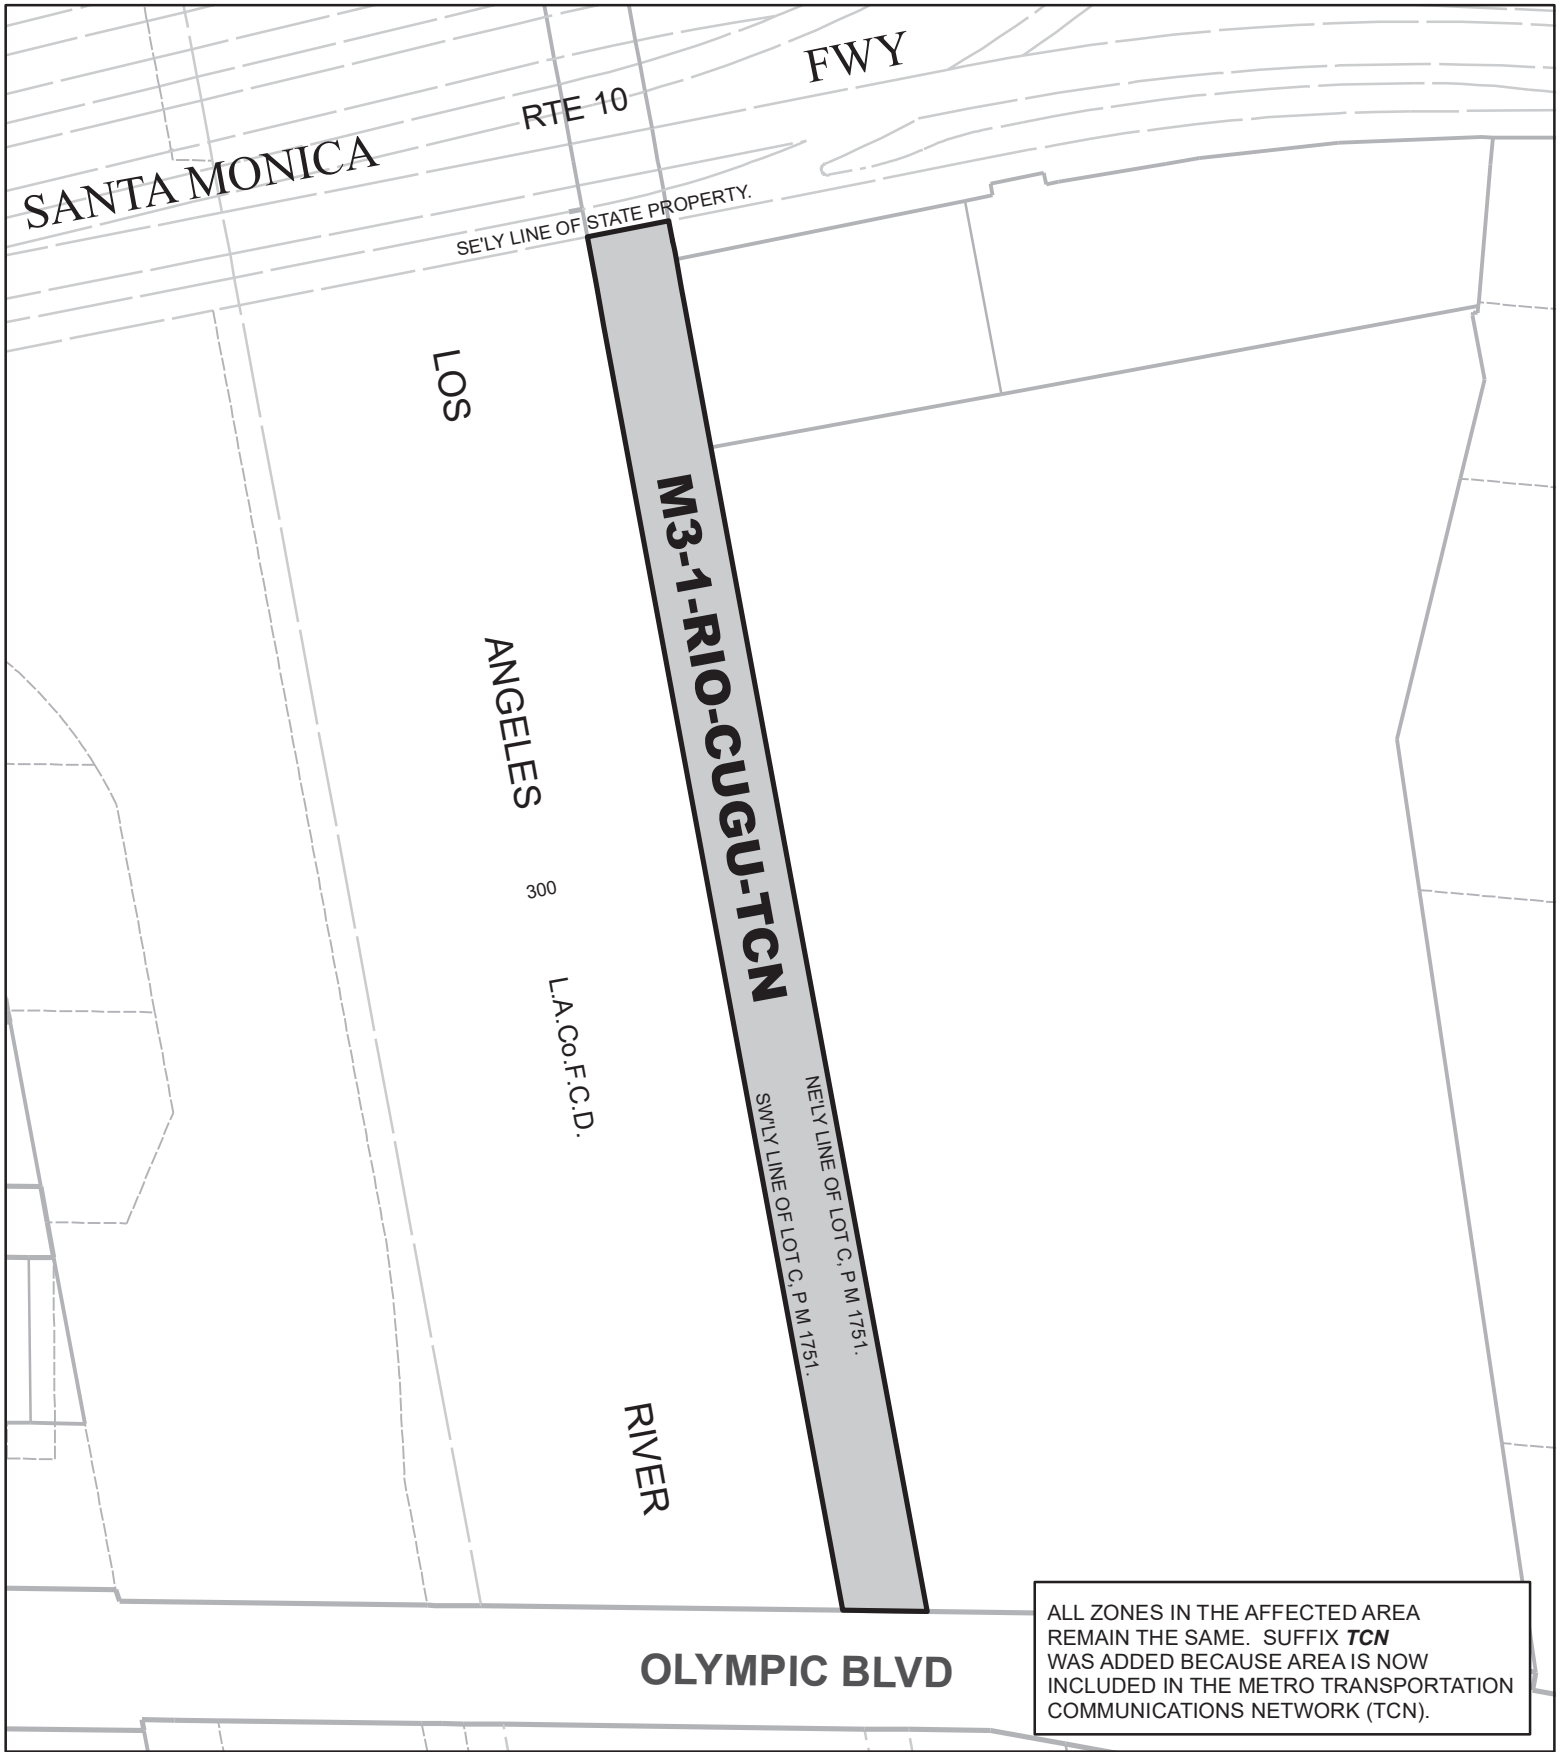 FWY
RTE 10
SANTA MONICA
SE'LY LINE OF STATE PROPERTY.
LOS
ANGELES
300
L.A.Co.F.C.D.
RIVER
M3-1-RIO-CUGU-TCN
NE'LY LINE OF LOT C, P M 1751.
SW'LY LINE OF LOT C, P M 1751.
OLYMPIC BLVD
ALL ZONES IN THE AFFECTED AREA
REMAIN THE SAME. SUFFIX TCN
WAS ADDED BECAUSE AREA IS NOW
INCLUDED IN THE METRO TRANSPORTATION
COMMUNICATIONS NETWORK (TCN).